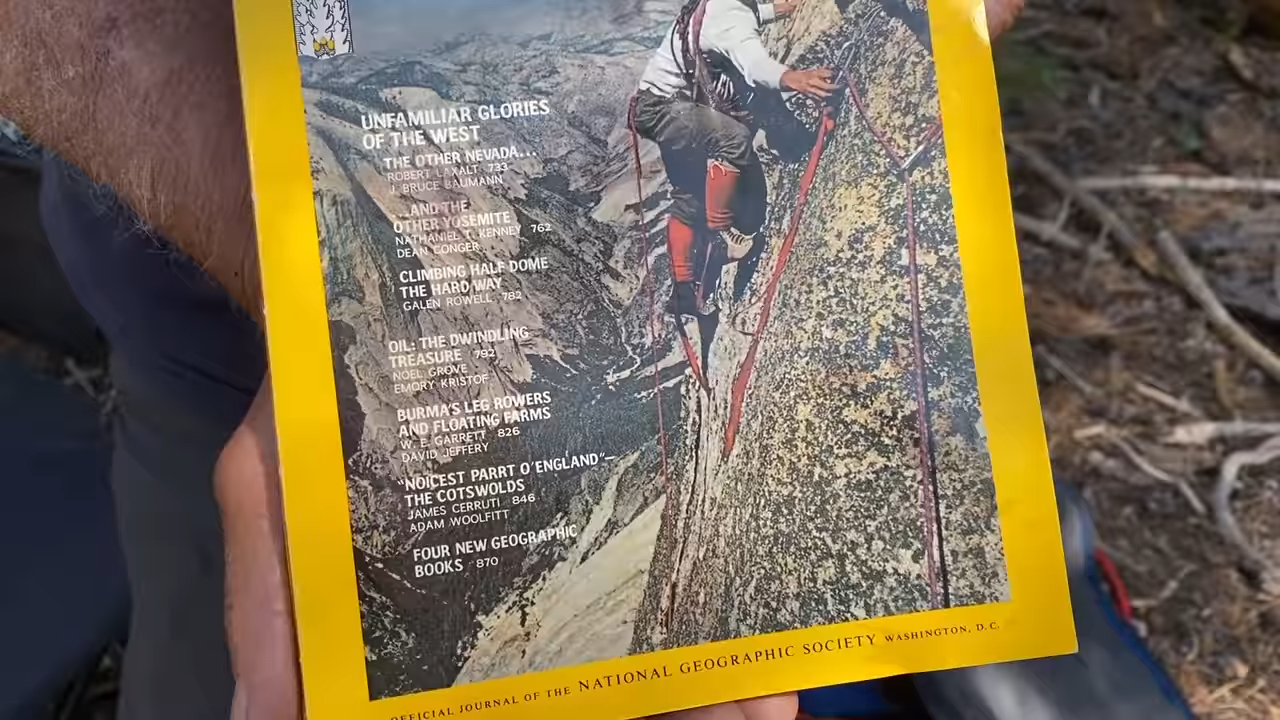 UNFAMILIAR GLORIES
OF THE WEST
THE OTHER NEVADA...
ROBERT LAXALT 733
J. BRUCE BAUMANN
...AND THE
OTHER YOSEMITE
NATHANIEL T. KENNEY 762
DEAN CONGER
CLIMBING HALF DOME
THE HARD WAY
GALEN ROWELL 782
OIL: THE DWINDLING
TREASURE 792
NOEL GROVE
EMORY KRISTOF
BURMA'S LEG ROWERS
AND FLOATING FARMS
W. E. GARRETT 826
DAVID JEFFERY
"NOICEST PARRT O'ENGLAND"—
THE COTSWOLDS
JAMES CERRUTI 846
ADAM WOOLFITT
FOUR NEW GEOGRAPHIC
BOOKS 870
OFFICIAL JOURNAL OF THE NATIONAL GEOGRAPHIC SOCIETY WASHINGTON, D.C.